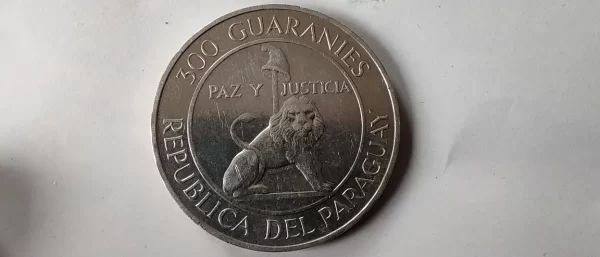 300 GUARANIES
PAZ Y JUSTICIA
REPUBLICA DEL PARAGUAY